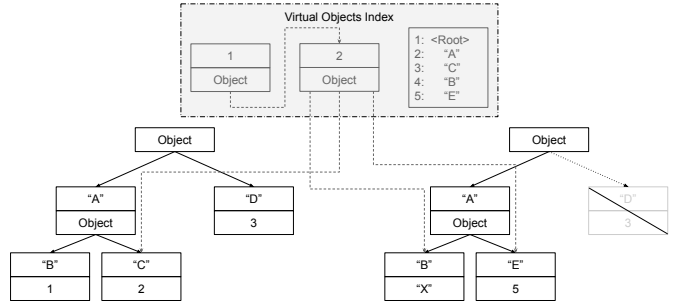 Virtual Objects Index
1
Object
2
Object
1: <Root>
2: “A”
3: “C”
4: “B”
5: “E”
Object
Object
“A”
Object
“D”
3
“A”
Object
“D”
3
“B”
1
“C”
2
“B”
“X”
“E”
5